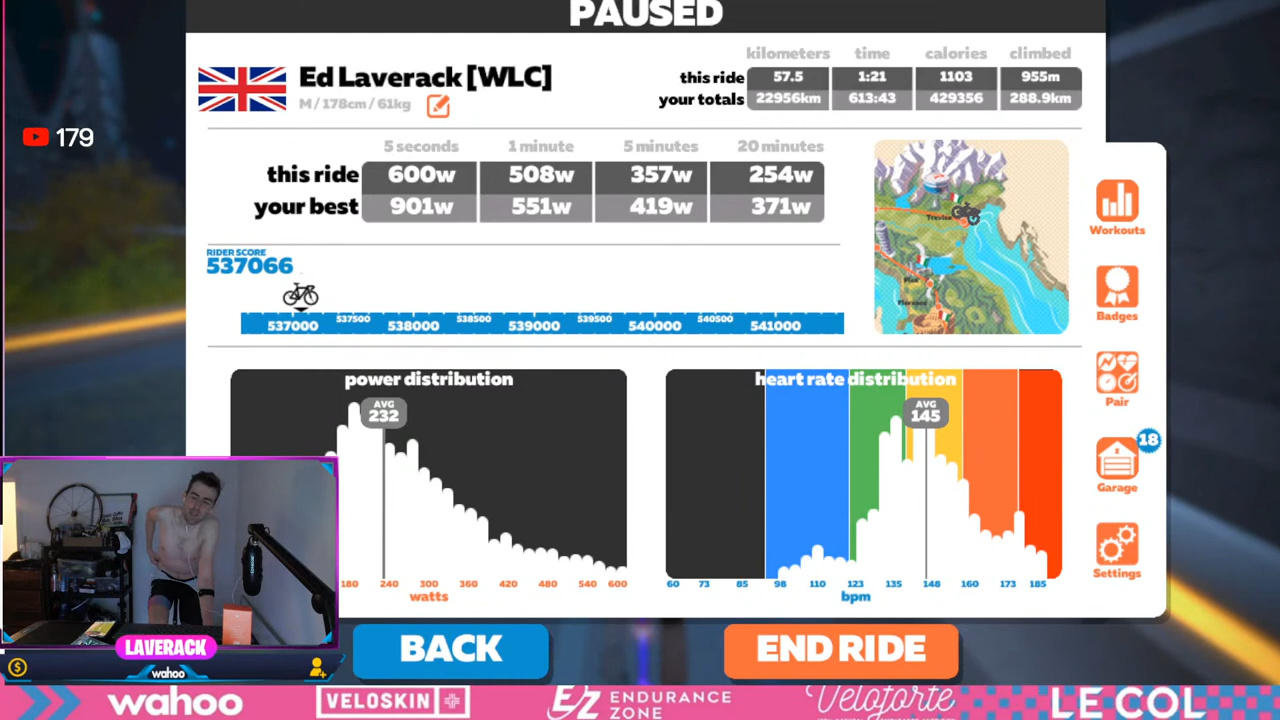 PAUSED
Ed Laverack [WLC]
M / 178cm / 61kg
kilometers time calories climbed
this ride 57.5 1:21 1103 955m
your totals 22956km 613:43 429356 288.9km
179
5 seconds 1 minute 5 minutes 20 minutes
this ride 600w 508w 357w 254w
your best 901w 551w 419w 371w
RIDER SCORE
537066
537000 537500 538000 538500 539000 539500 540000 540500 541000
Treviso
Pisa
Florence
Workouts
Badges
Pair
18
Garage
Settings
power distribution
AVG
232
180 240 300 360 420 480 540 600
watts
heart rate distribution
AVG
145
60 73 85 98 110 123 135 148 160 173 185
bpm
LAVERACK
wahoo
BACK
END RIDE
wahoo
VELOSKIN
EZ ENDURANCE
ZONE
Veloforte
LE COL